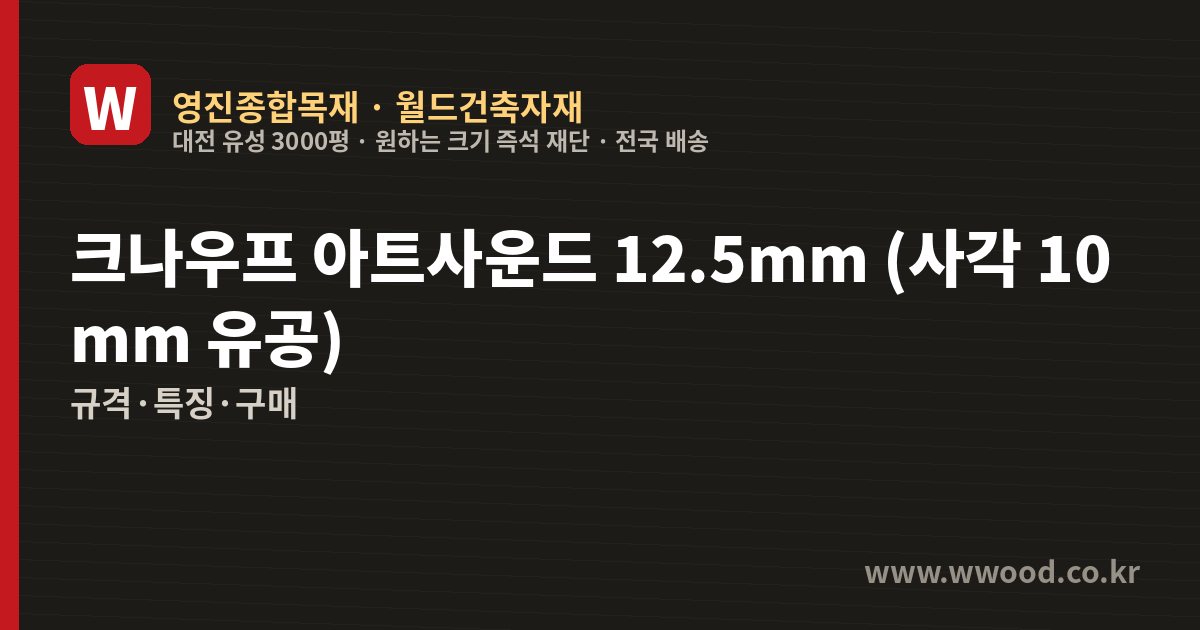 W
영진종합목재 · 월드건축자재
대전 유성 3000평 · 원하는 크기 즉석 재단 · 전국 배송
크나우프 아트사운드 12.5mm (사각 10
mm 유공)
규격·특징·구매
www.wwood.co.kr